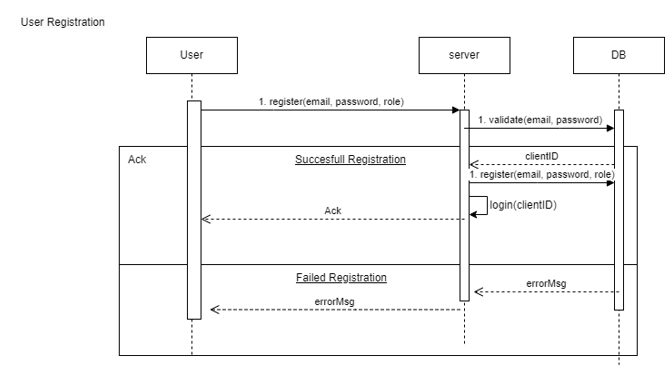 User Registration
User
server
DB
1. register(email, password, role)
1. validate(email, password)
Ack
Succesfull Registration
clientID
1. register(email, password, role)
login(clientID)
Ack
Failed Registration
errorMsg
errorMsg